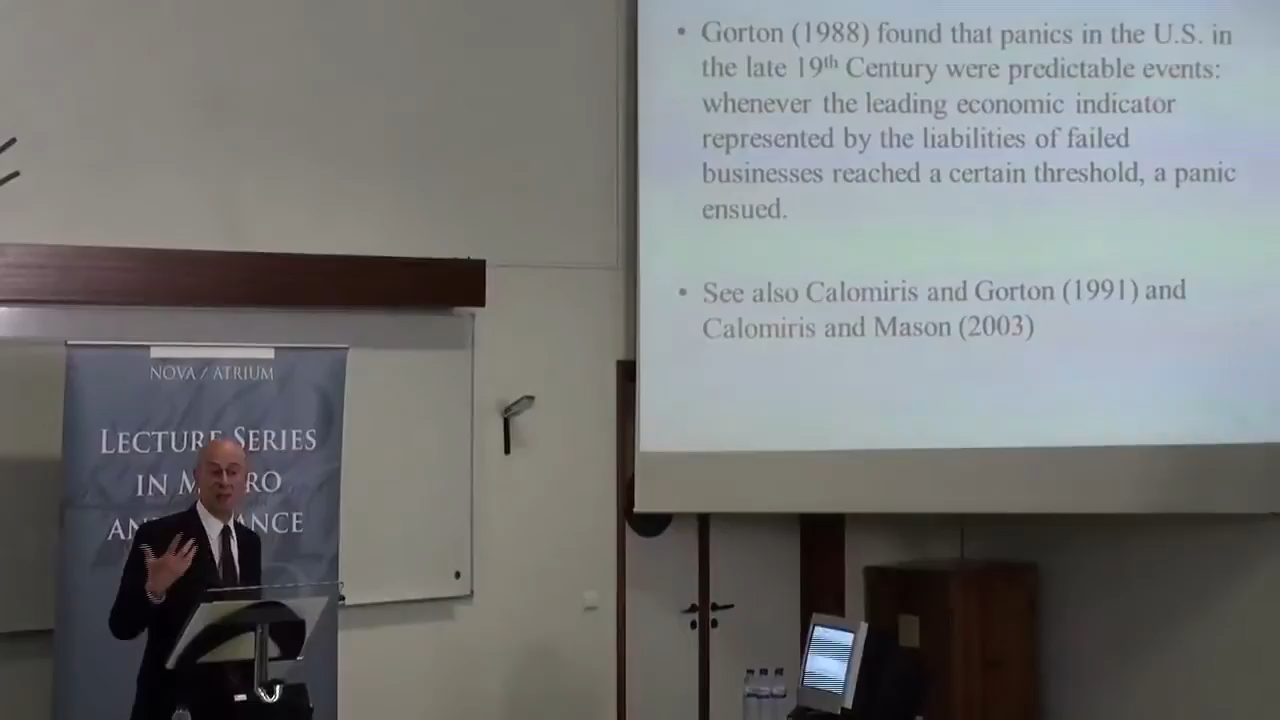 • Gorton (1988) found that panics in the U.S. in
the late 19th Century were predictable events:
whenever the leading economic indicator
represented by the liabilities of failed
businesses reached a certain threshold, a panic
ensued.
• See also Calomiris and Gorton (1991) and
Calomiris and Mason (2003)
NOVA / ATRIUM
LECTURE SERIES
IN M RO
AN ANCE